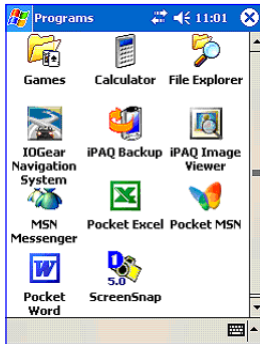 Programs 11:01
Games Calculator File Explorer
IOGear iPAQ Backup iPAQ Image
Navigation Viewer
System
MSN Pocket Excel Pocket MSN
Messenger
W D
5.0
Pocket ScreenSnap
Word